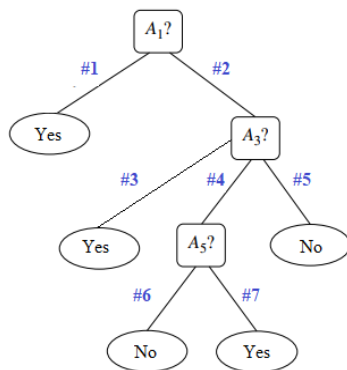 A₁?
#1
#2
Yes
A₃?
#3
#4
#5
Yes
A₅?
No
#6
#7
No
Yes